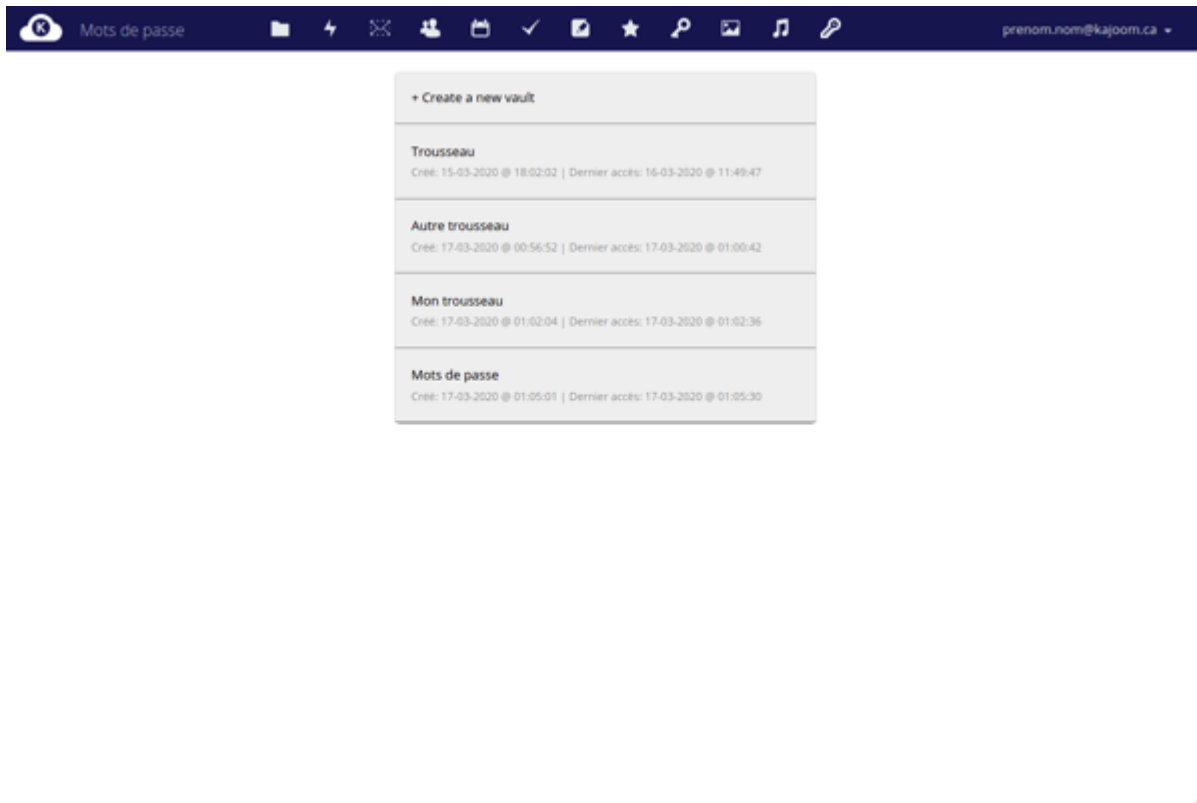 K
Mots de passe
prenom.nom@kajoom.ca
+ Create a new vault
Trousseau
Créé: 15-03-2020 @ 18:02:02 | Dernier accès: 16-03-2020 @ 11:49:47
Autre trousseau
Créé: 17-03-2020 @ 00:56:52 | Dernier accès: 17-03-2020 @ 01:00:42
Mon trousseau
Créé: 17-03-2020 @ 01:02:04 | Dernier accès: 17-03-2020 @ 01:02:36
Mots de passe
Créé: 17-03-2020 @ 01:05:01 | Dernier accès: 17-03-2020 @ 01:05:30